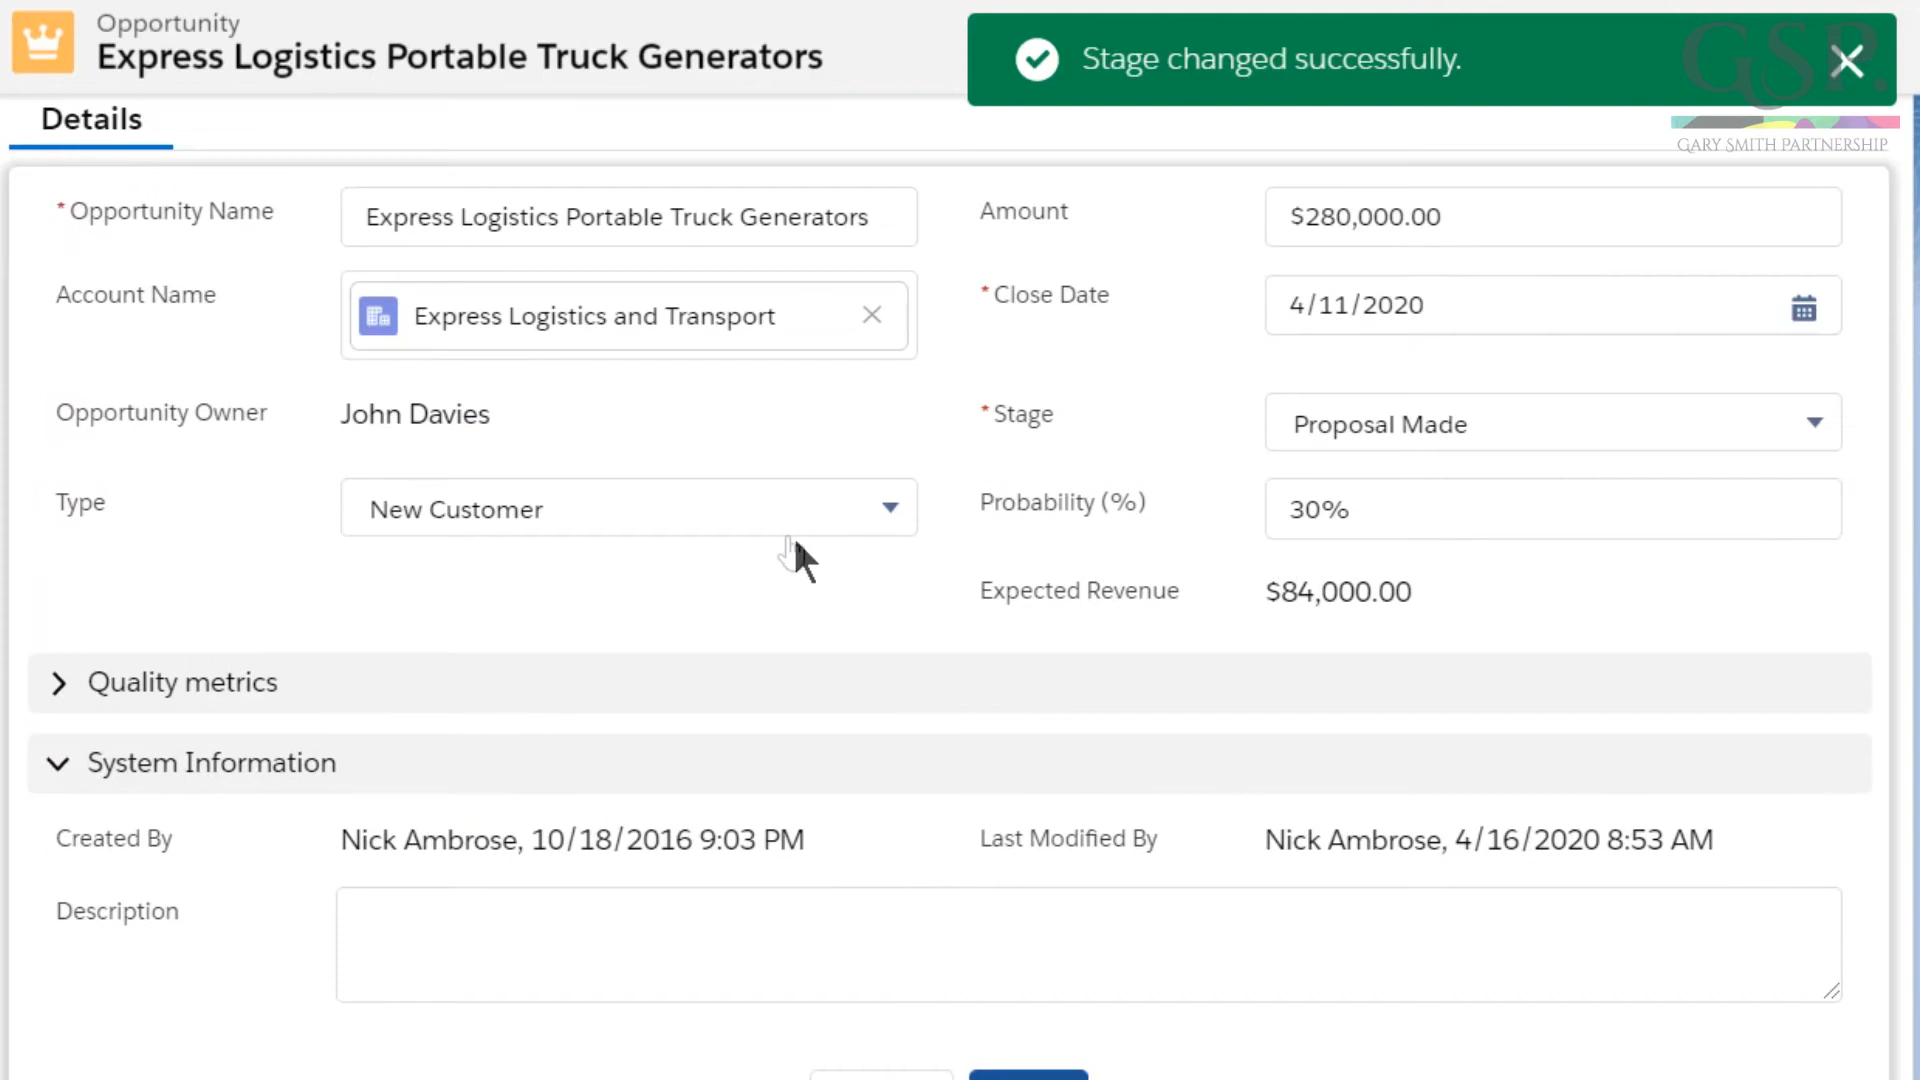 Opportunity
Express Logistics Portable Truck Generators
Stage changed successfully.
GSP.
GARY SMITH PARTNERSHIP
Details
* Opportunity Name
Express Logistics Portable Truck Generators
Amount
$280,000.00
Account Name
Express Logistics and Transport
* Close Date
4/11/2020
Opportunity Owner
John Davies
* Stage
Proposal Made
Type
New Customer
Probability (%)
30%
Expected Revenue
$84,000.00
Quality metrics
System Information
Created By
Nick Ambrose, 10/18/2016 9:03 PM
Last Modified By
Nick Ambrose, 4/16/2020 8:53 AM
Description